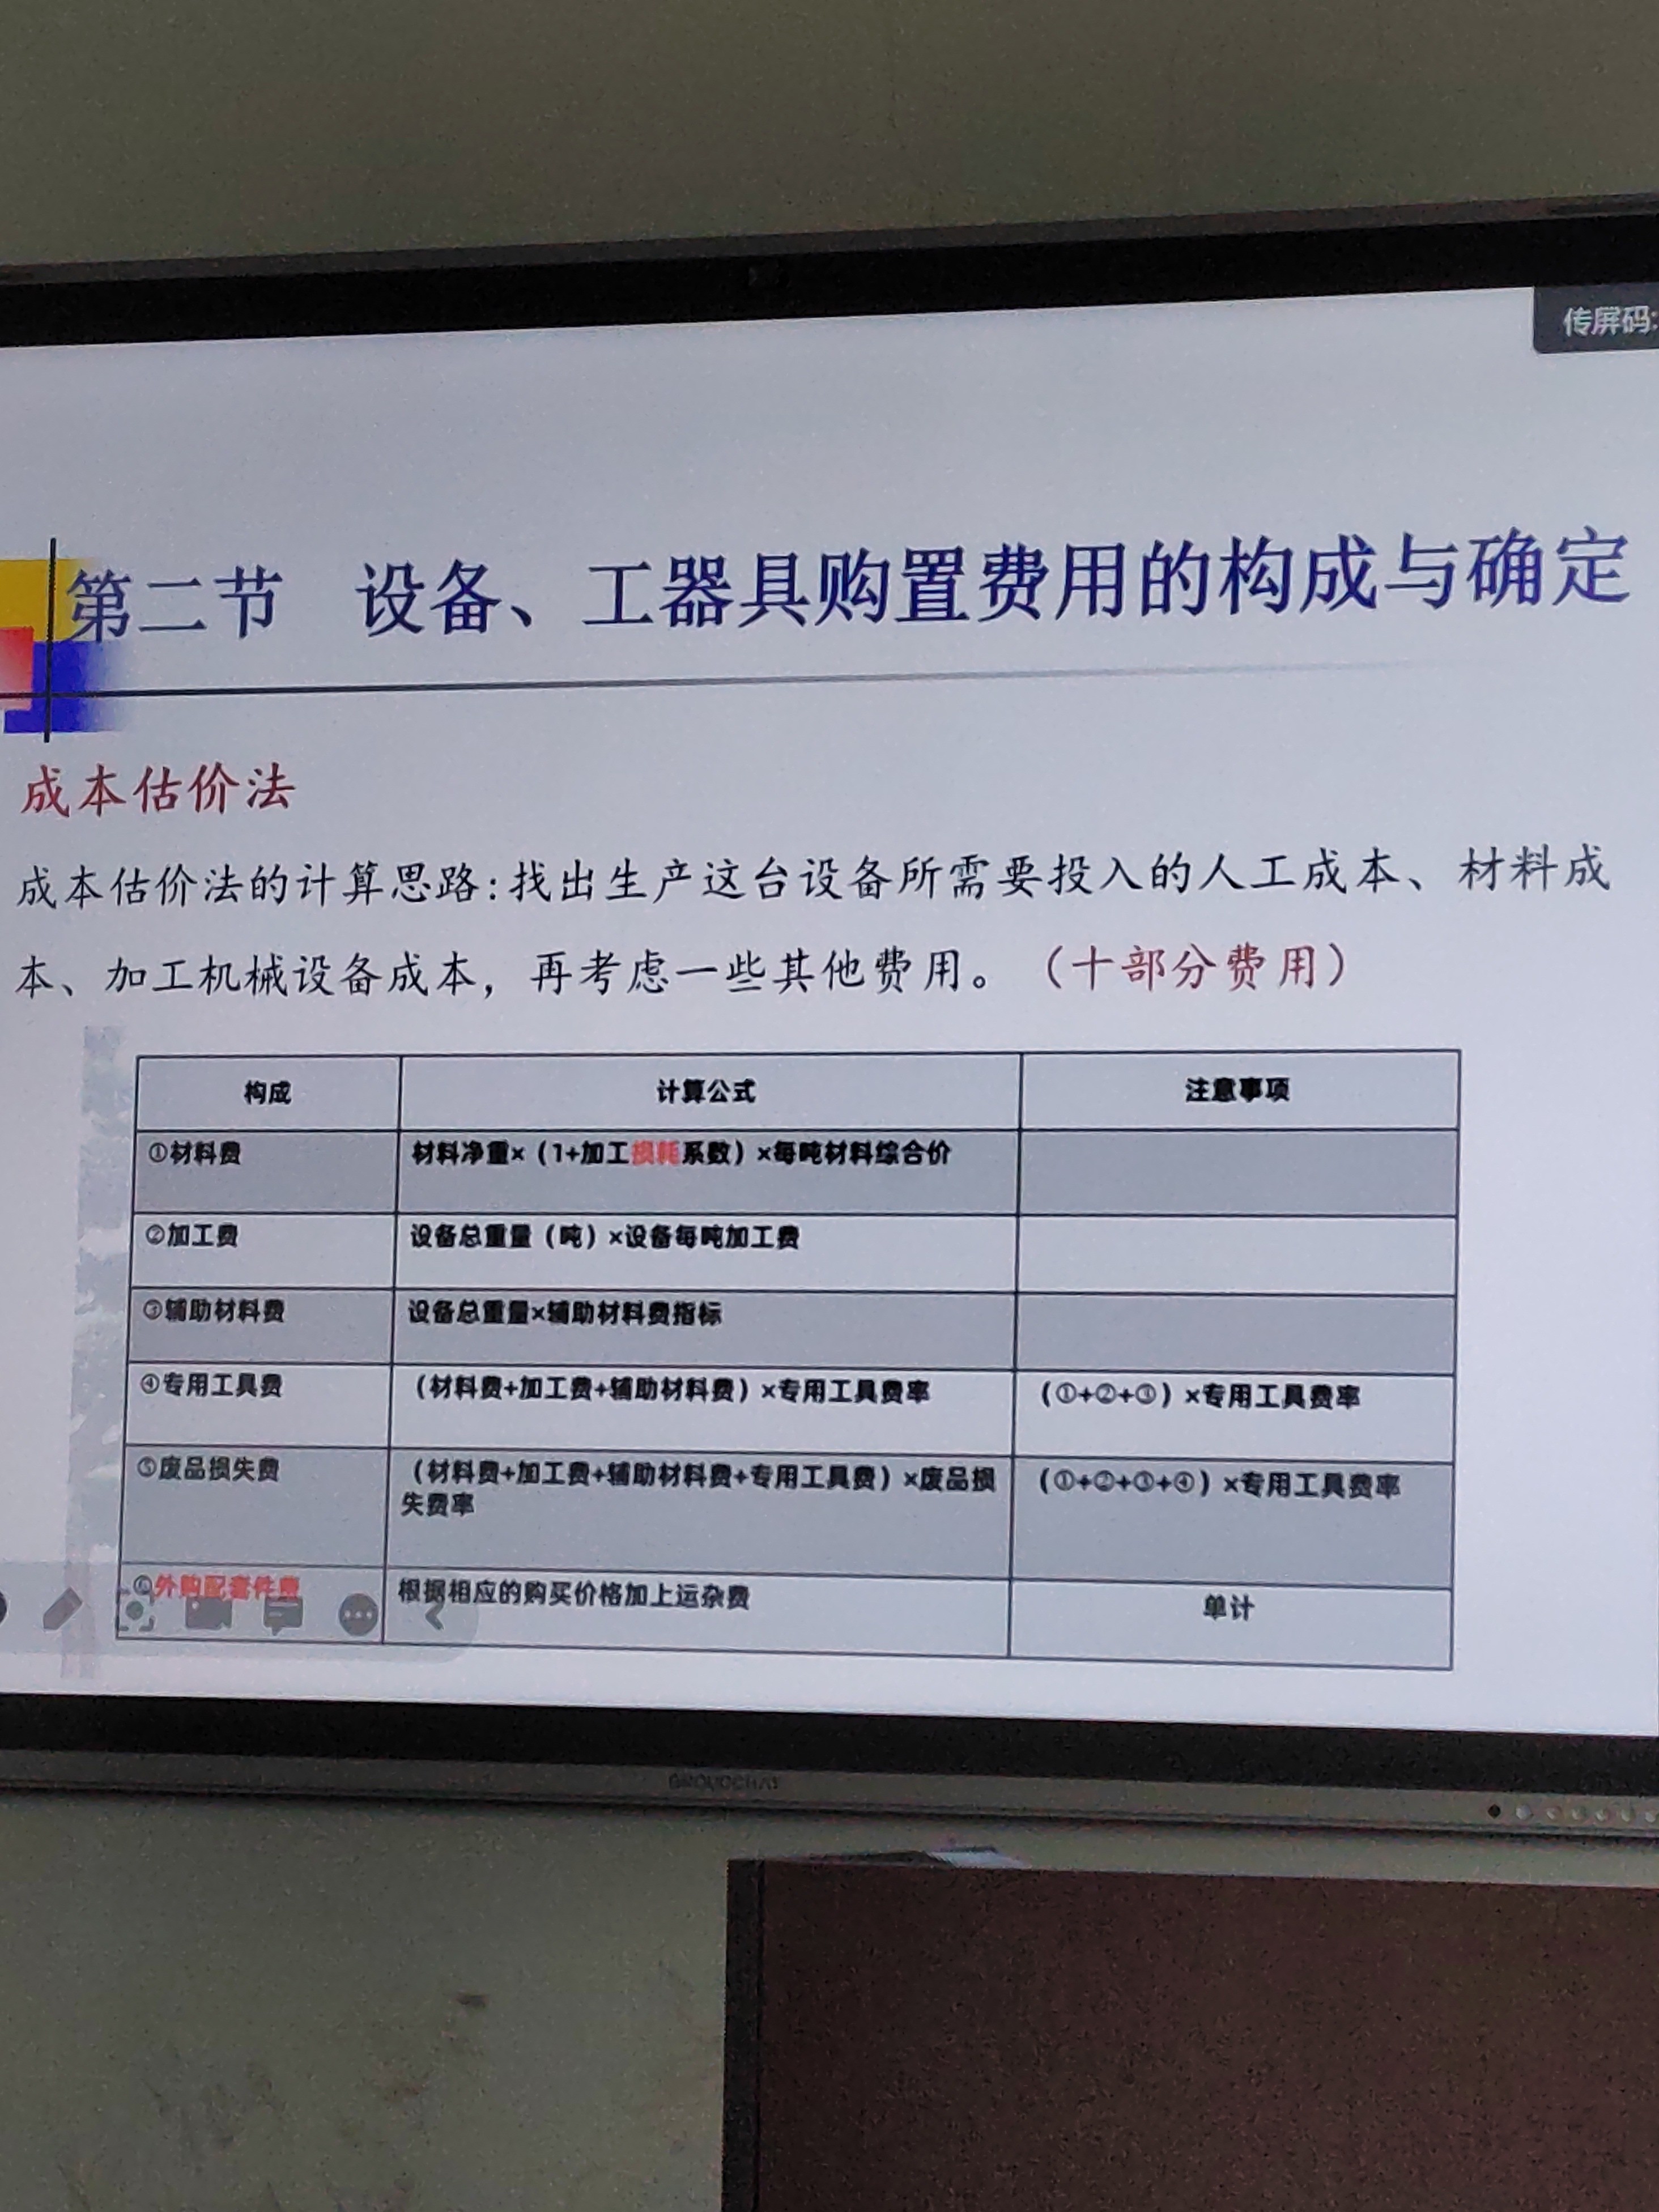 传屏码:
第二节 设备、工器具购置费用的构成与确定
成本估价法
成本估价法的计算思路:找出生产这台设备所需要投入的人工成本、材料成
本、加工机械设备成本，再考虑一些其他费用。（十部分费用）
构成 计算公式 注意事项
①材料费 材料净重×（1+加工损耗系数）×每吨材料综合价
②加工费 设备总重量（吨）×设备每吨加工费
③辅助材料费 设备总重量×辅助材料费指标
④专用工具费 （材料费+加工费+辅助材料费）×专用工具费率 （①+②+③）×专用工具费率
⑤废品损失费 （材料费+加工费+辅助材料费+专用工具费）×废品损 （①+②+③+④）×专用工具费率
失费率
⑥外购配套件费 根据相应的购买价格加上运杂费 单计